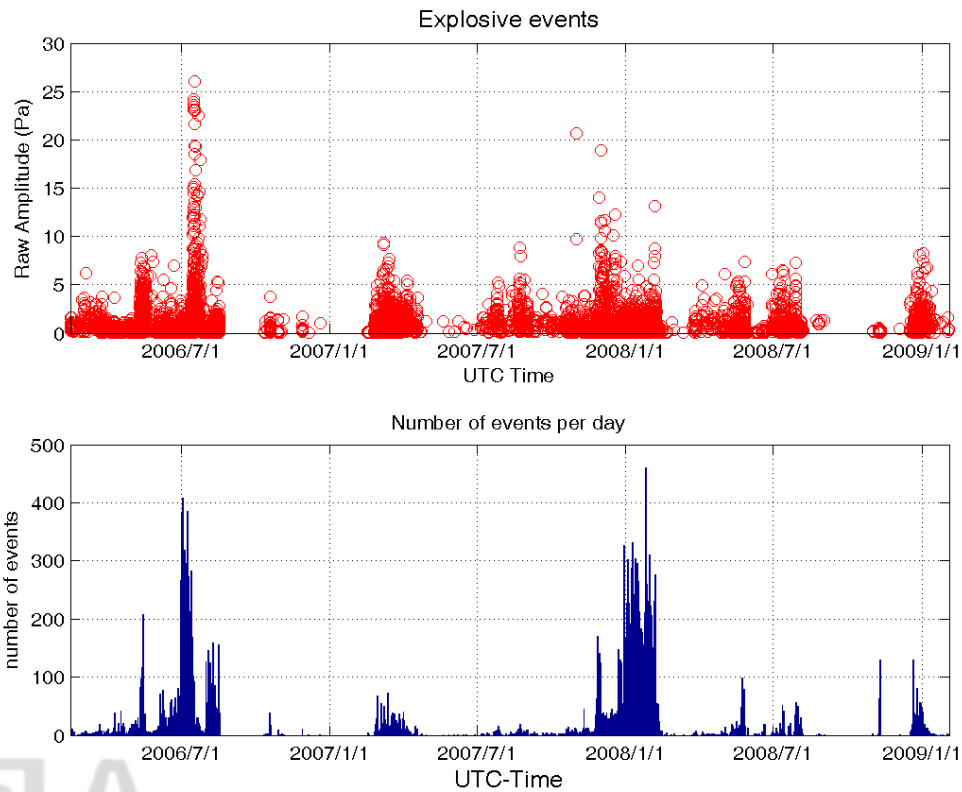 Explosive events
Raw Amplitude (Pa)
30
25
20
15
10
5
0
2006/7/1 2007/1/1 2007/7/1 2008/1/1 2008/7/1 2009/1/1
UTC Time
Number of events per day
number of events
500
400
300
200
100
0
2006/7/1 2007/1/1 2007/7/1 2008/1/1 2008/7/1 2009/1/1
UTC-Time